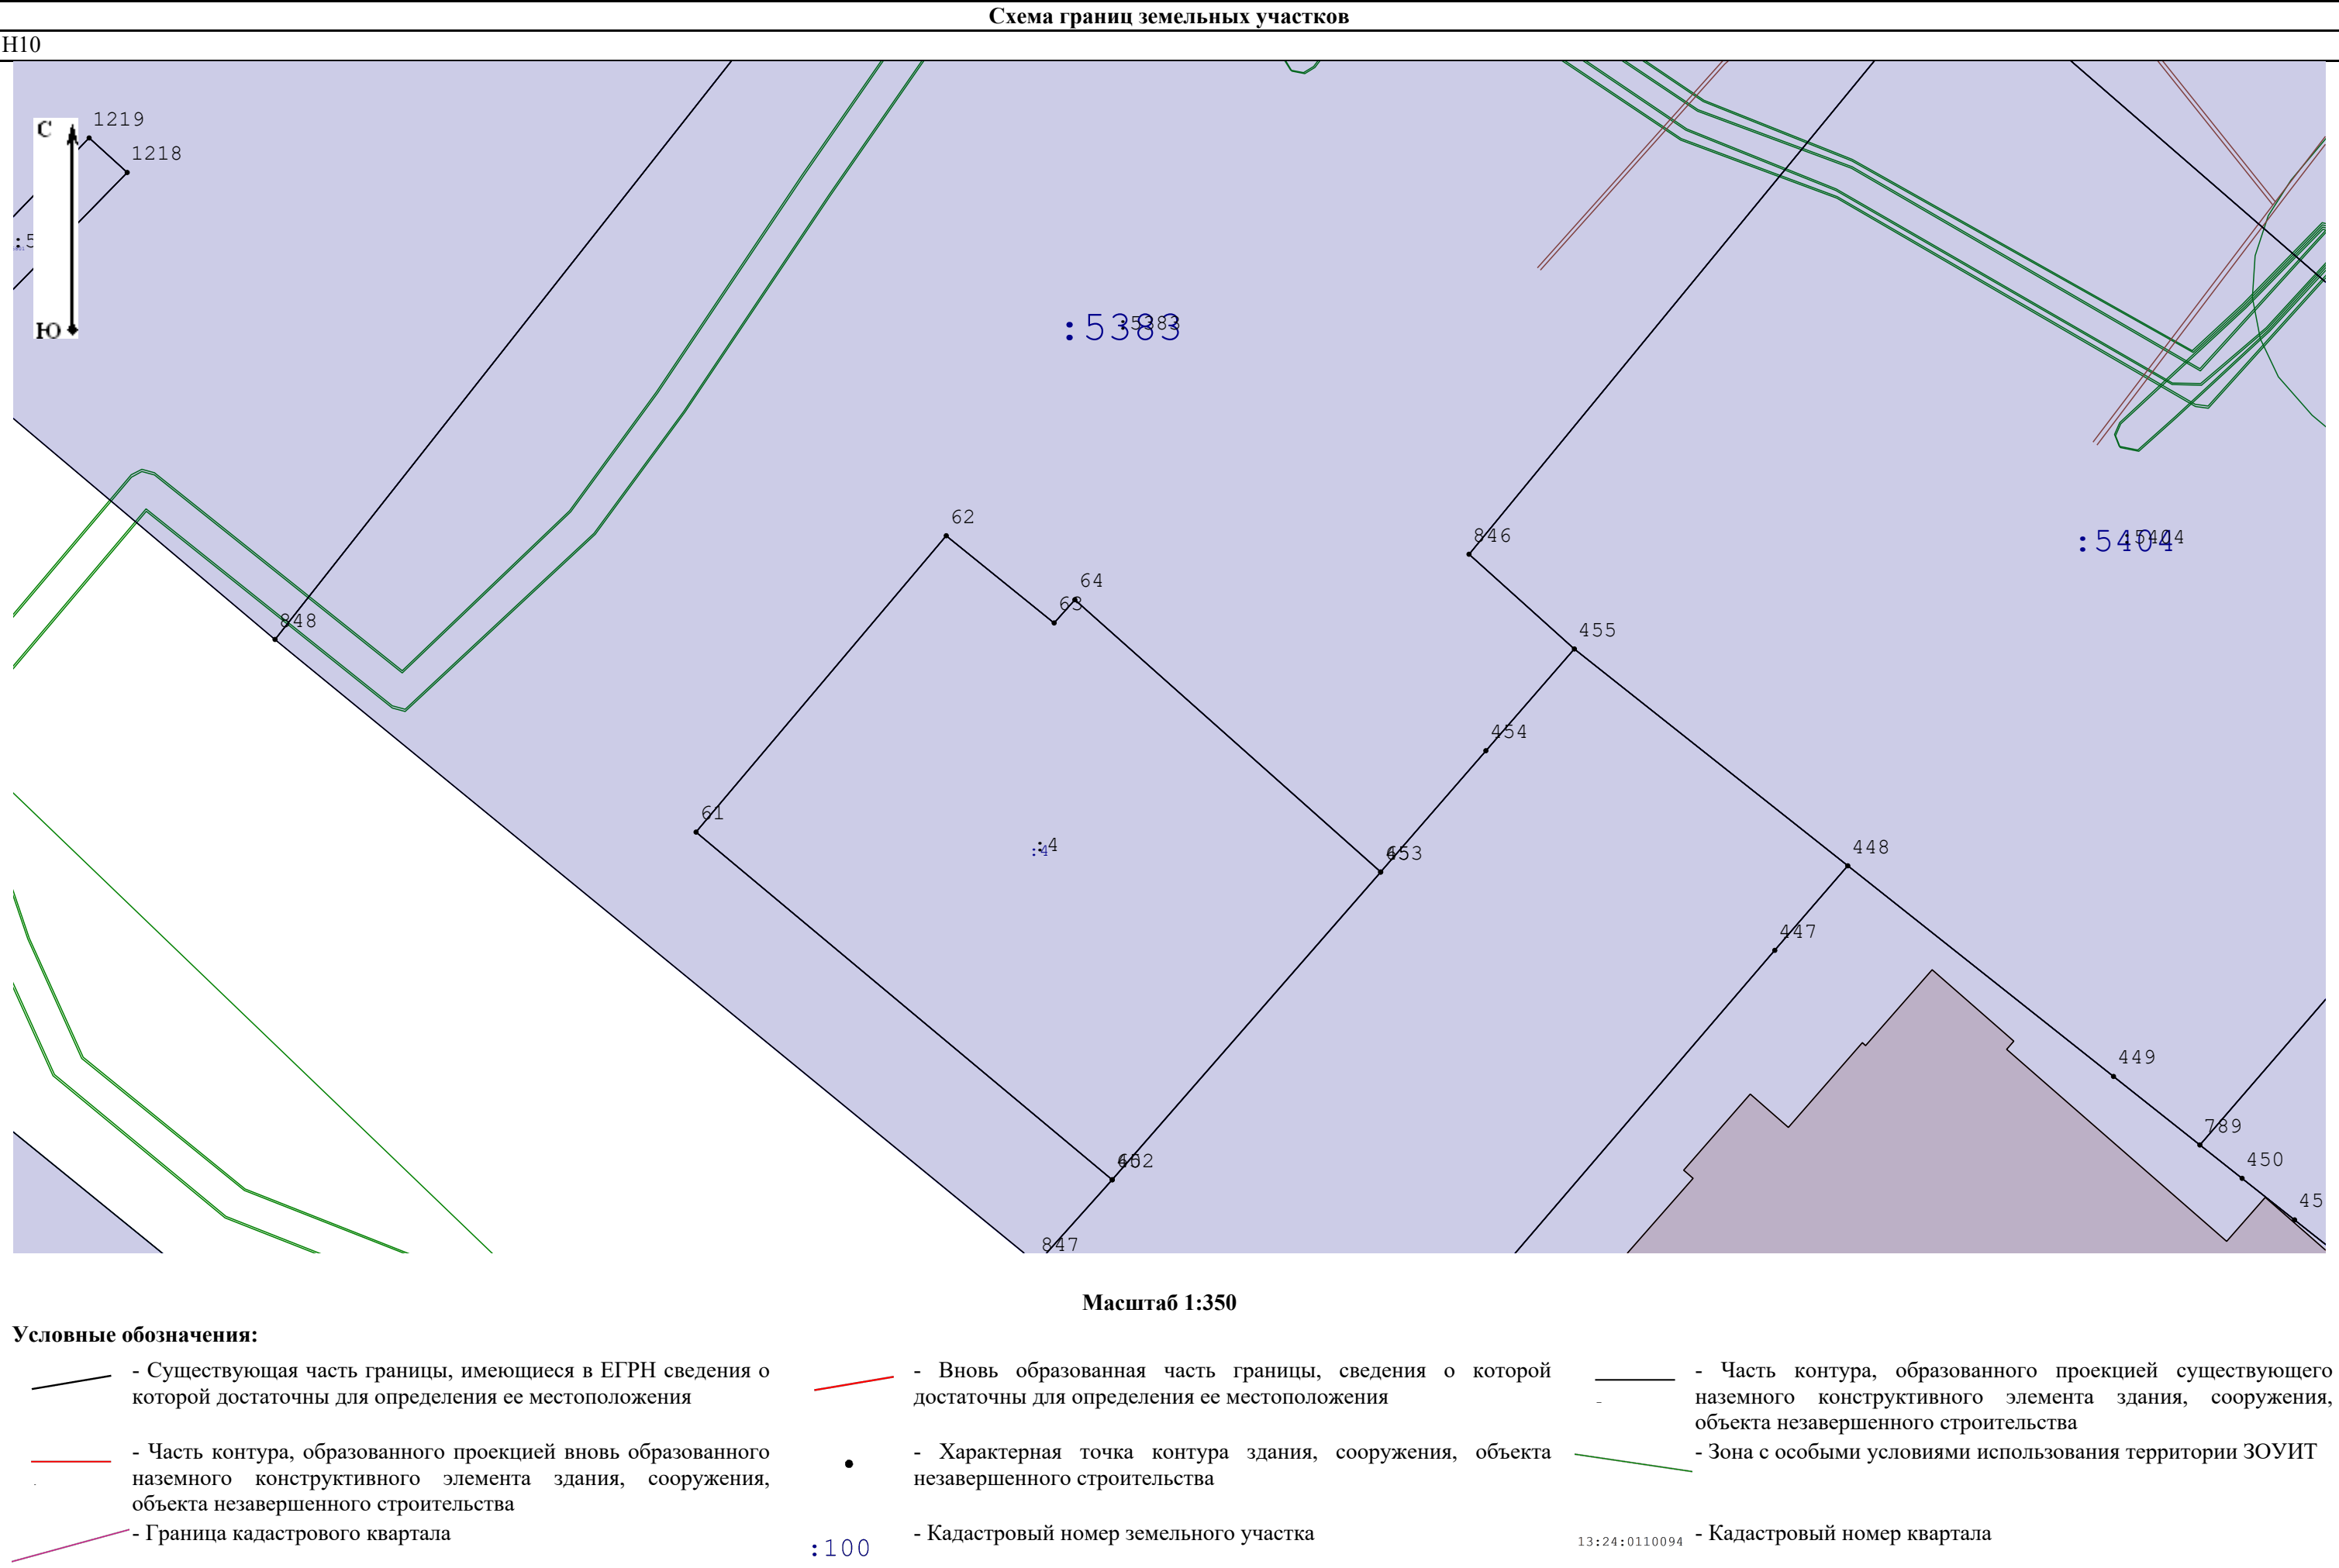 Схема границ земельных участков
Н10
С
1219
1218
:5
Ю
:5383
:5383
62
846
:5404
64
63
848
455
454
61
:4
:4
453
448
447
449
789
450
45
847
Масштаб 1:350
Условные обозначения:
- Существующая часть границы, имеющиеся в ЕГРН сведения о
которой достаточны для определения ее местоположения
- Вновь образованная часть границы, сведения о которой
достаточны для определения ее местоположения
- Часть контура, образованного проекцией существующего
наземного конструктивного элемента здания, сооружения,
объекта незавершенного строительства
- Часть контура, образованного проекцией вновь образованного
наземного конструктивного элемента здания, сооружения,
объекта незавершенного строительства
- Характерная точка контура здания, сооружения, объекта
незавершенного строительства
- Зона с особыми условиями использования территории ЗОУИТ
- Граница кадастрового квартала
:100
- Кадастровый номер земельного участка
13:24:0110094
- Кадастровый номер квартала